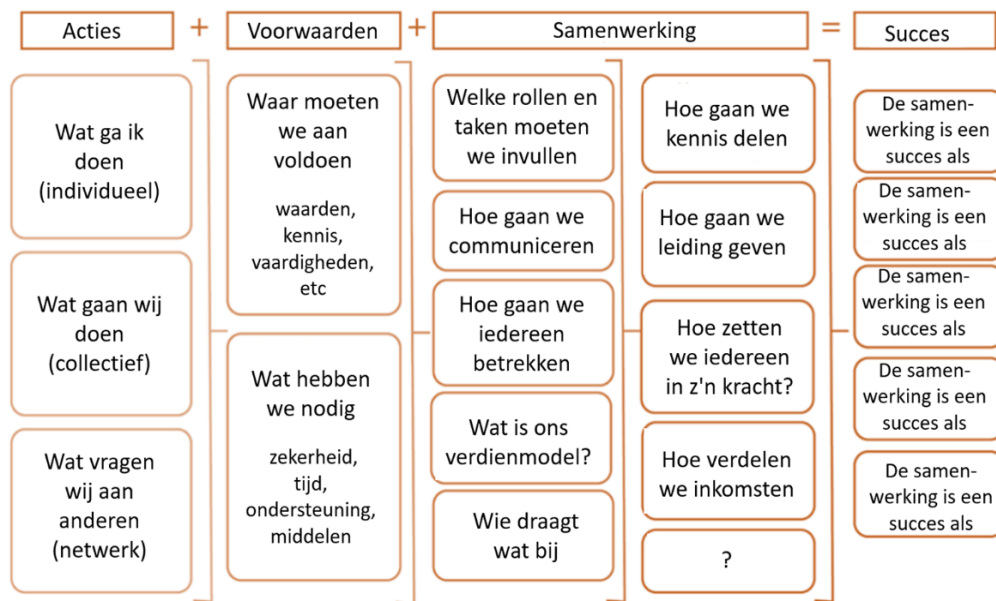 Acties + Voorwaarden + Samenwerking = Succes
Wat ga ik
doen
(individueel)
Wat gaan wij
doen
(collectief)
Wat vragen
wij aan
anderen
(netwerk)
Waar moeten
we aan
voldoen
waarden,
kennis,
vaardigheden,
etc
Wat hebben
we nodig
zekerheid,
tijd,
ondersteuning,
middelen
Welke rollen en
taken moeten
we invullen
Hoe gaan we
communiceren
Hoe gaan we
iedereen
betrekken
Wat is ons
verdienmodel?
Wie draagt
wat bij
Hoe gaan we
kennis delen
Hoe gaan we
leiding geven
Hoe zetten
we iedereen
in z'n kracht?
Hoe verdelen
we inkomsten
?
De samen-
werking is een
succes als
De samen-
werking is een
succes als
De samen-
werking is een
succes als
De samen-
werking is een
succes als
De samen-
werking is een
succes als